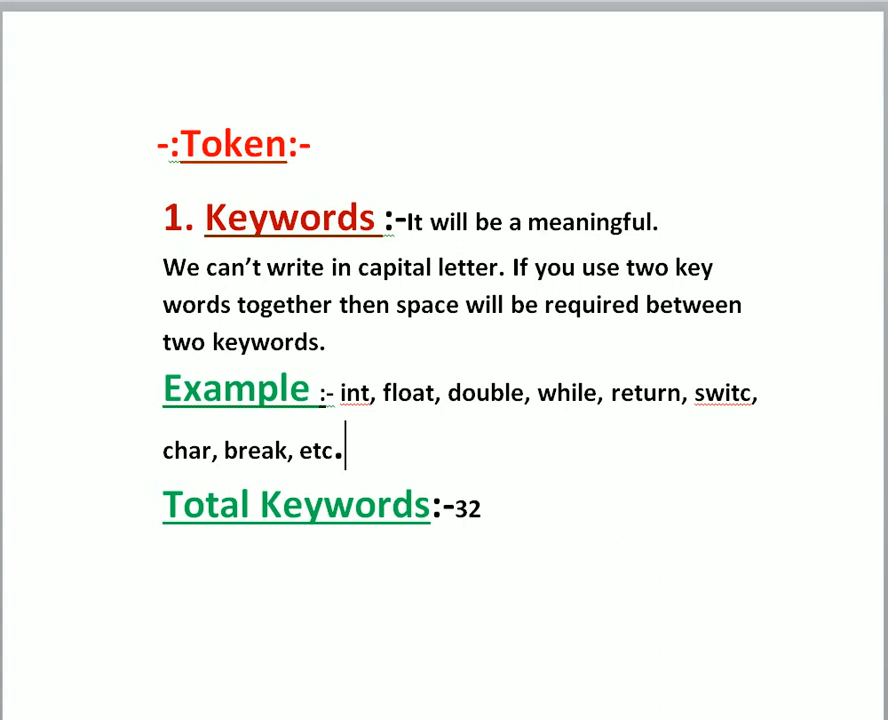 -:Token:-
1. Keywords :-It will be a meaningful.
We can’t write in capital letter. If you use two key
words together then space will be required between
two keywords.
Example :- int, float, double, while, return, switc,
char, break, etc.
Total Keywords:-32